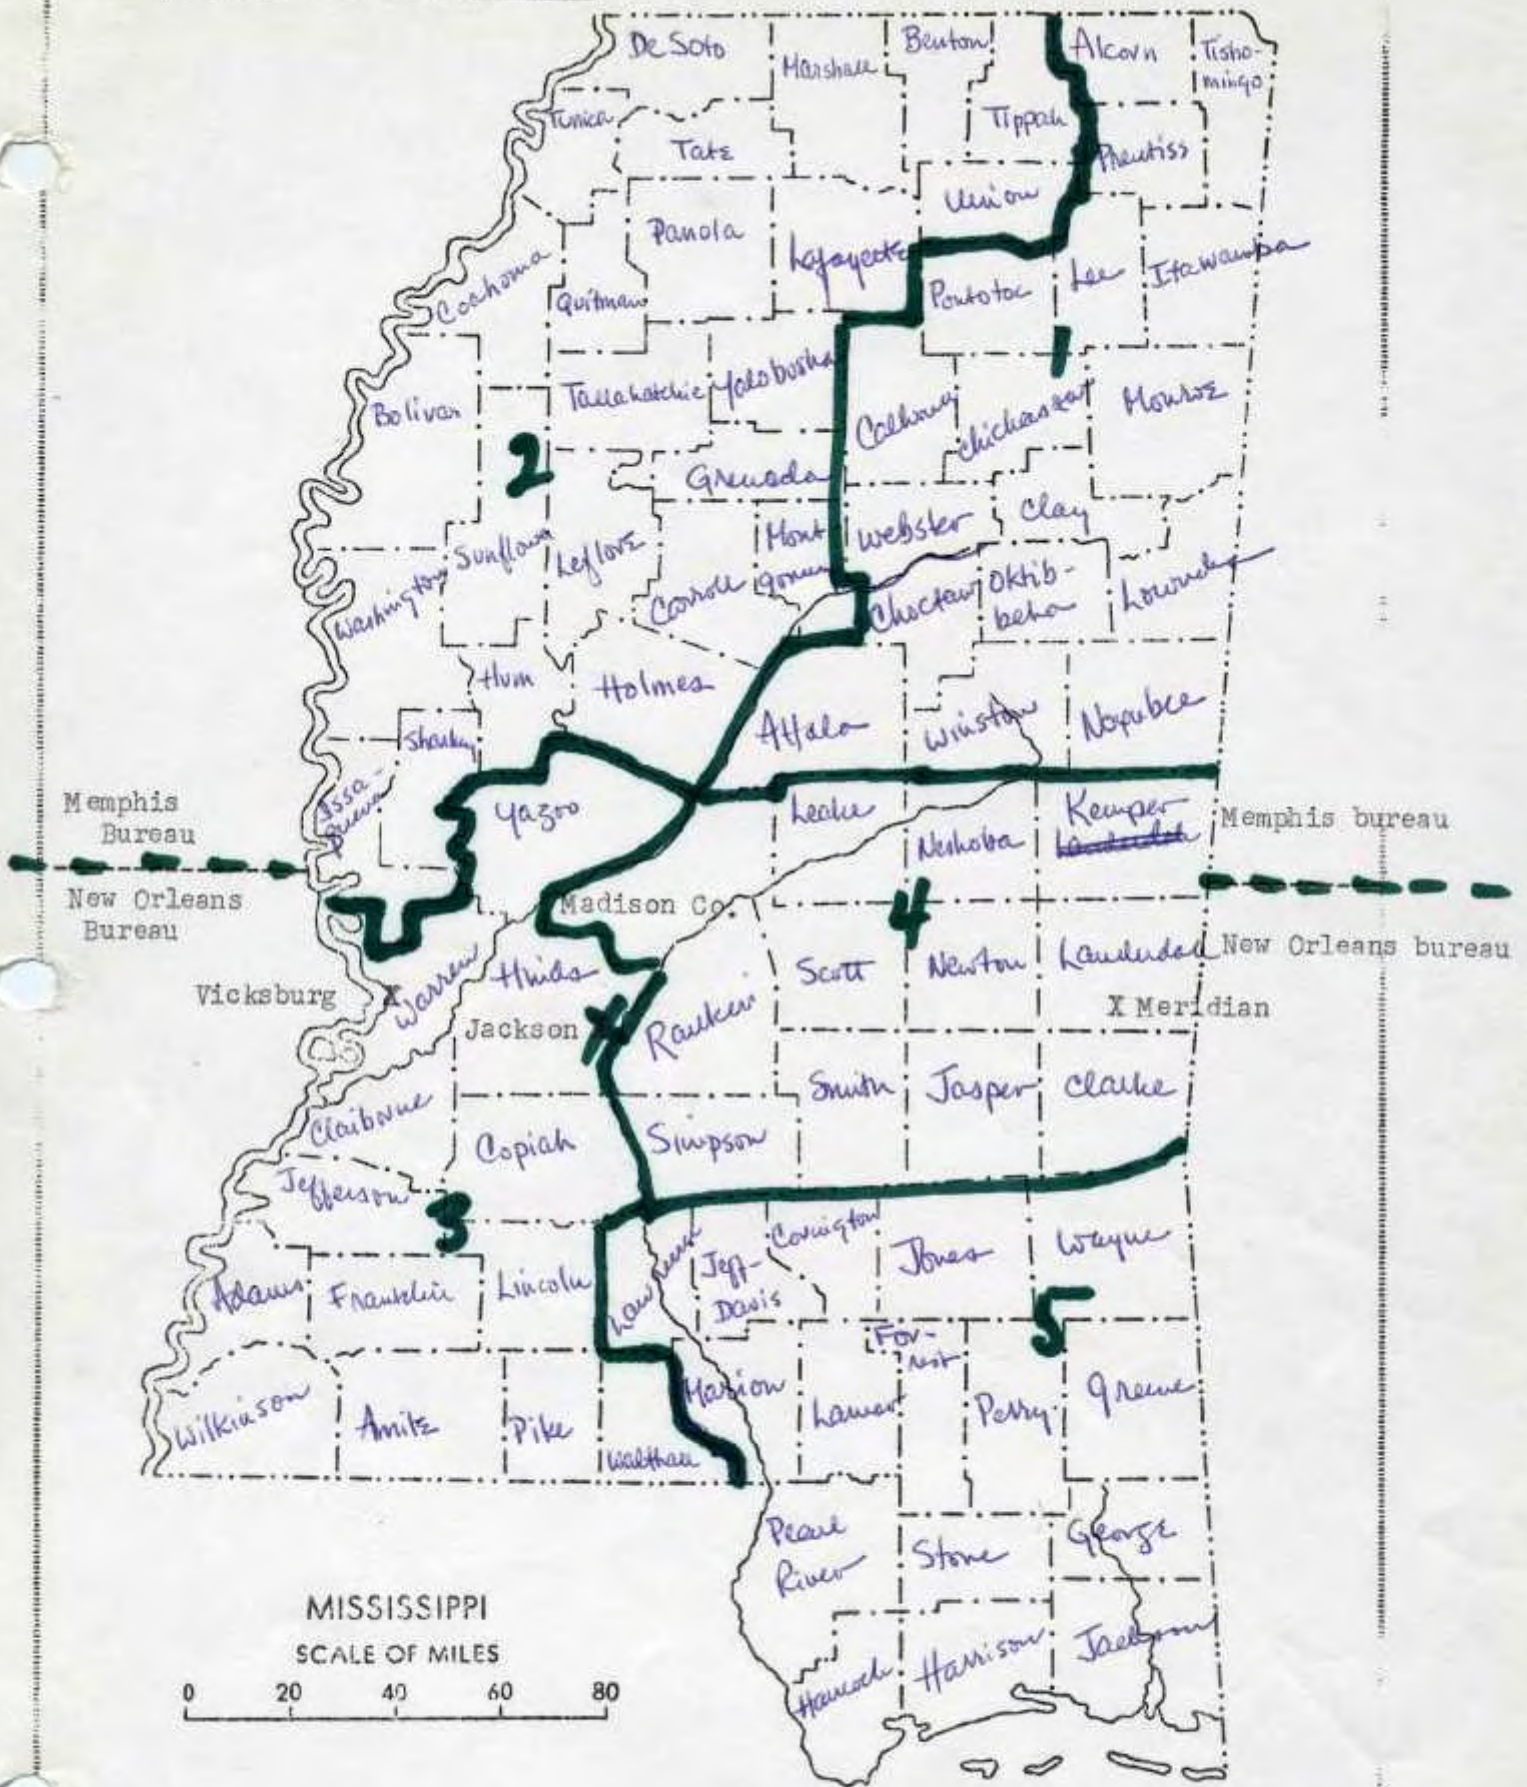 De Soto
Marshall
Benton
Alcorn
Tisho-
mingo
Tunica
Tate
Tippah
Prentiss
Union
Panola
Lafayette
Coahoma
Quitman
Pontotoc
Lee
Itawamba
1
Bolivar
Tallahatchie
Yalobusha
Calhoun
Chickasaw
Monroe
2
Grenada
Sunflower
Leflore
Mont
gomery
Webster
Clay
Washington
Carroll
Choctaw
Oktib-
beha
Lowndes
Hum
Holmes
Sharkey
Attala
Winston
Noxubee
Issa-
quena
Yazoo
Leake
Neshoba
Kemper
Lauderdale
Memphis
Bureau
Memphis bureau
New Orleans
Bureau
Madison Co.
4
New Orleans bureau
Warren
Hinds
Rankin
Scott
Newton
Lauderdale
Vicksburg X
Jackson X
X Meridian
Claiborne
Copiah
Simpson
Smith
Jasper
Clarke
Jefferson
3
Adams
Franklin
Lincoln
Lawrence
Jeff-
Davis
Covington
Jones
Wayne
5
Wilkinson
Amite
Pike
Walthall
Marion
Lamar
For-
rest
Perry
Greene
Pearl
River
Stone
George
Hancock
Harrison
Jackson
MISSISSIPPI
SCALE OF MILES
0 20 40 60 80